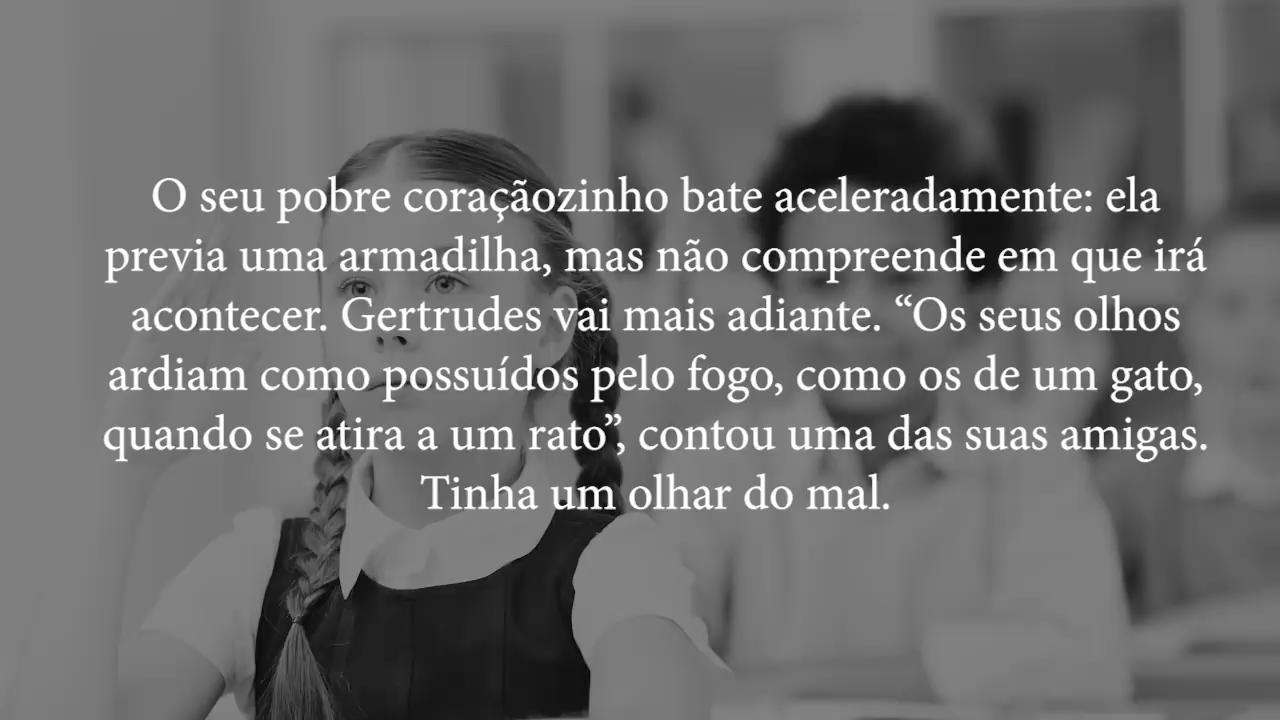 O seu pobre coraçãozinho bate aceleradamente: ela
previa uma armadilha, mas não compreende em que irá
acontecer. Gertrudes vai mais adiante. “Os seus olhos
ardiam como possuídos pelo fogo, como os de um gato,
quando se atira a um rato”, contou uma das suas amigas.
Tinha um olhar do mal.